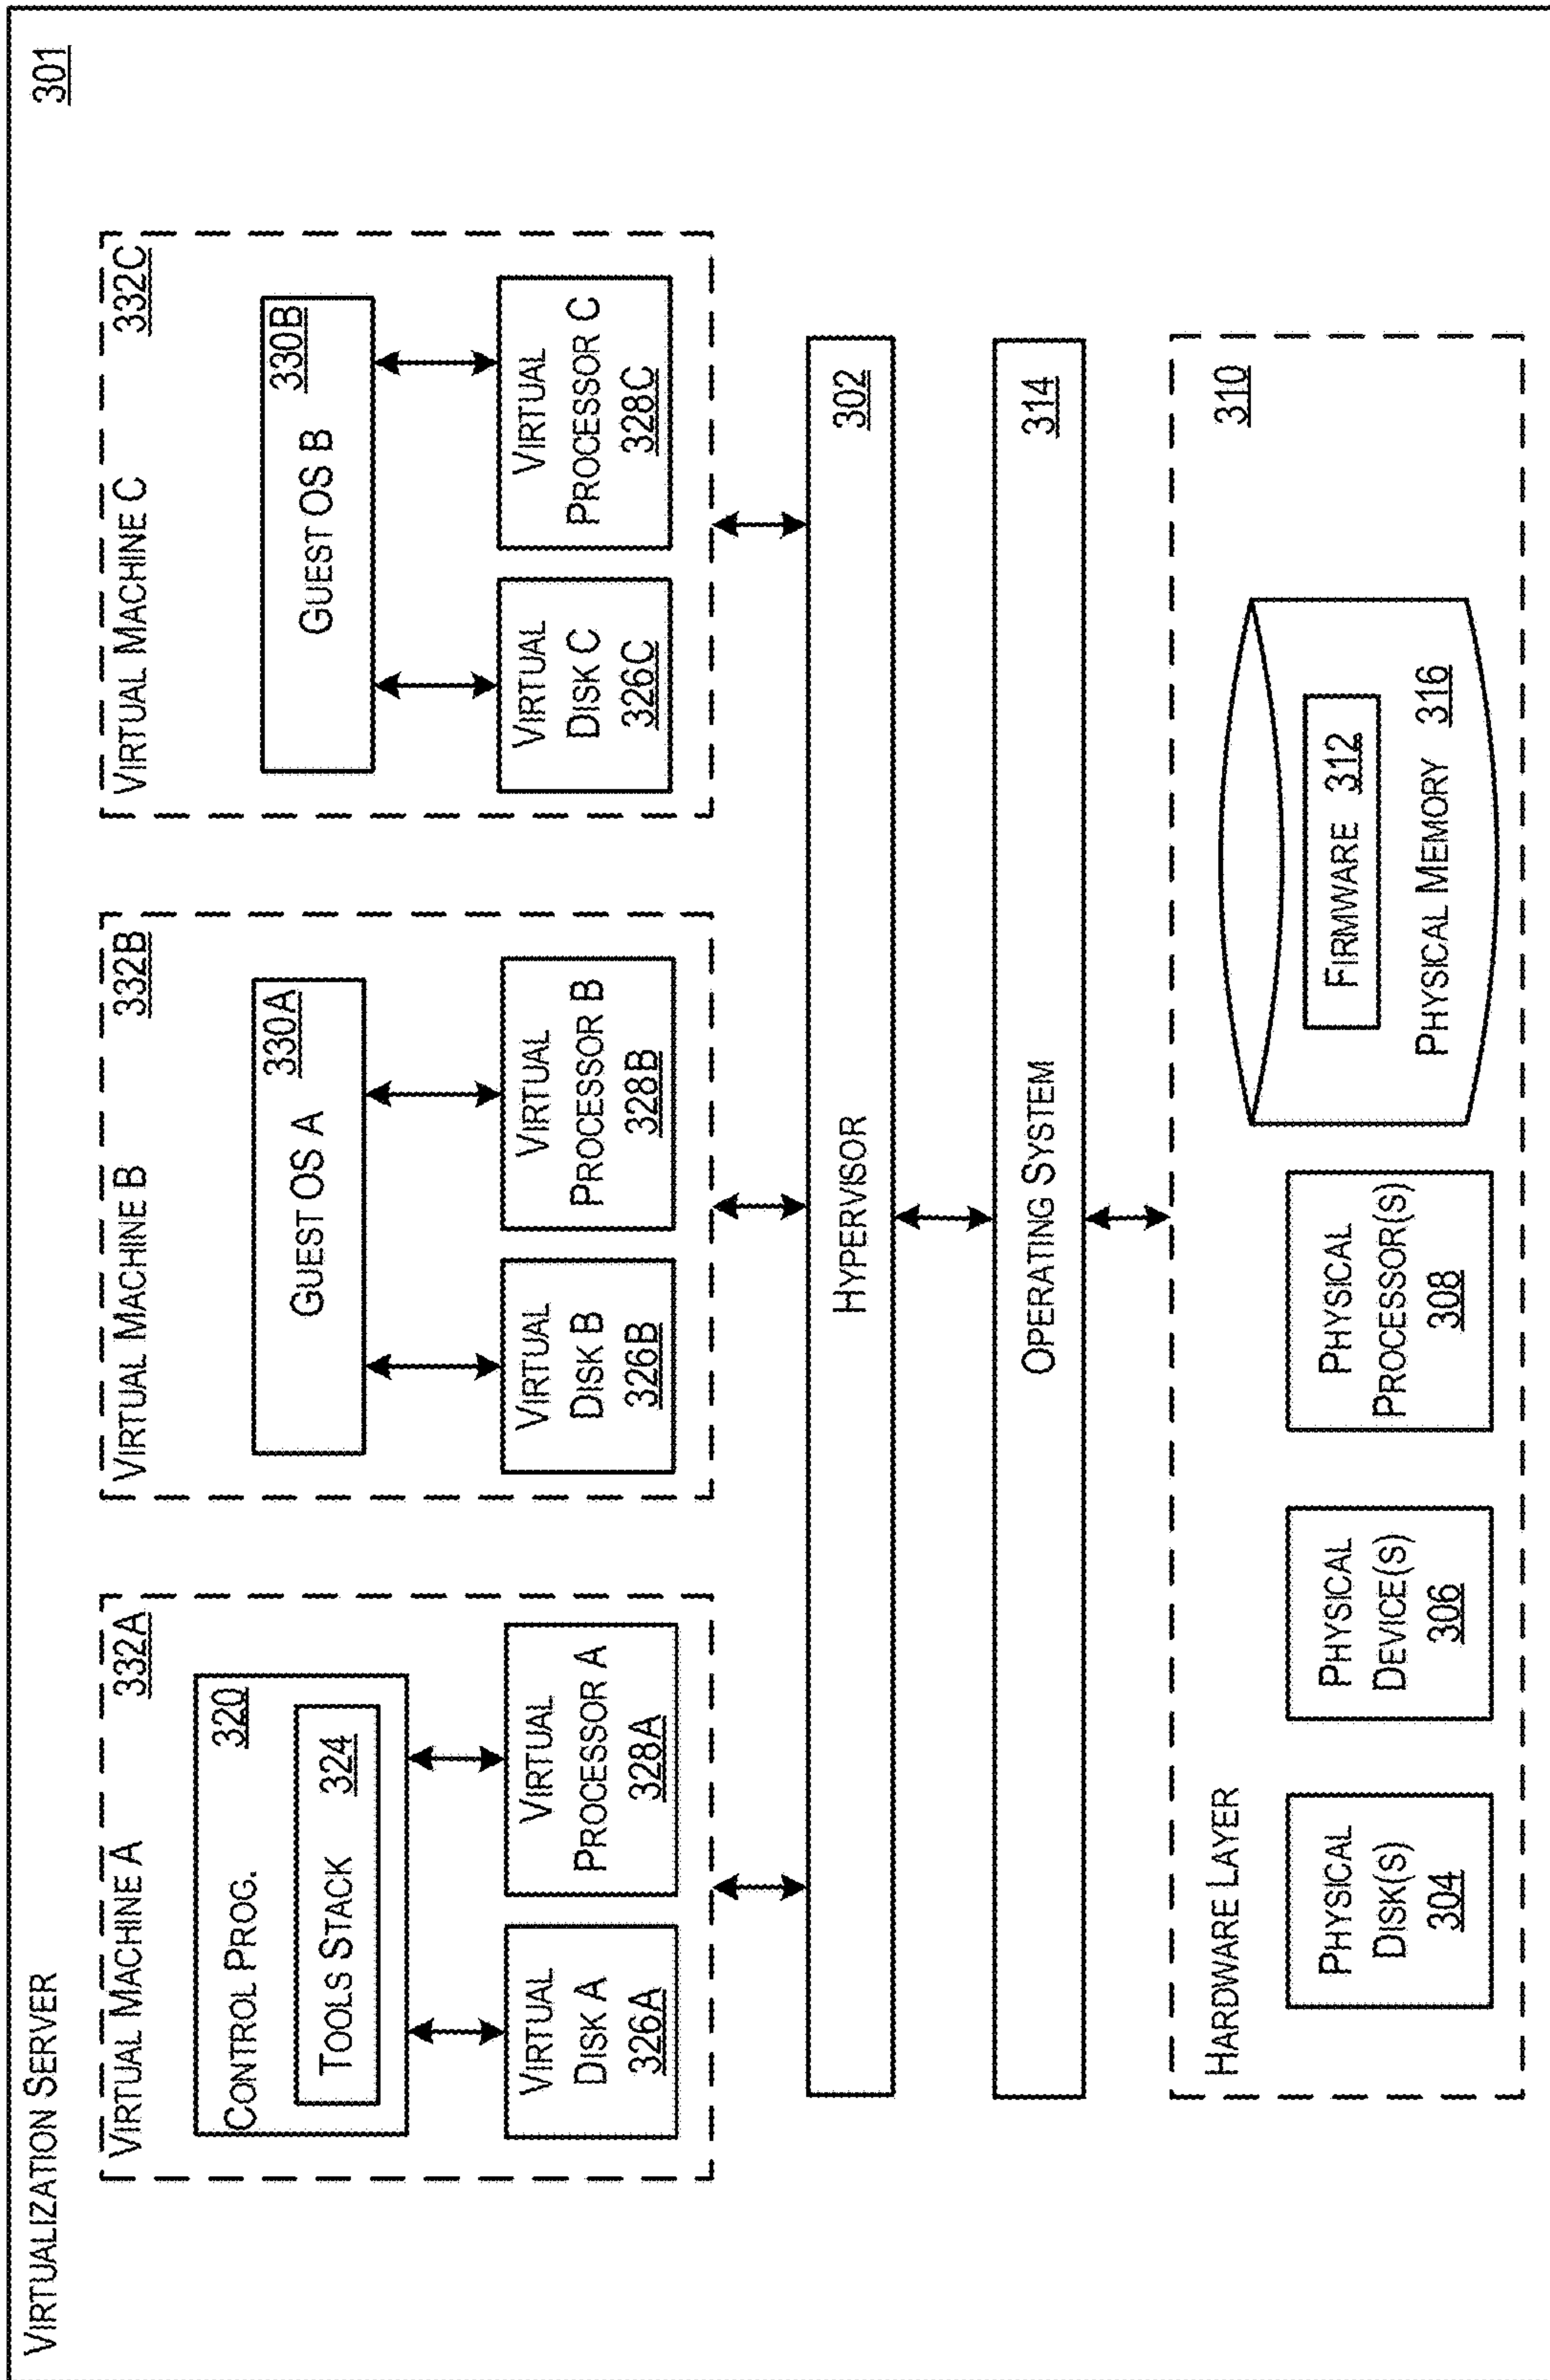 VIRTUALIZATION SERVER
301
VIRTUAL MACHINE A
332A
CONTROL PROG.
320
TOOLS STACK 324
VIRTUAL
DISK A
326A
VIRTUAL
PROCESSOR A
328A
VIRTUAL MACHINE B
332B
GUEST OS A
330A
VIRTUAL
DISK B
326B
VIRTUAL
PROCESSOR B
328B
VIRTUAL MACHINE C
332C
GUEST OS B
330B
VIRTUAL
DISK C
326C
VIRTUAL
PROCESSOR C
328C
HYPERVISOR
302
OPERATING SYSTEM
314
HARDWARE LAYER
310
PHYSICAL
DISK(S)
304
PHYSICAL
DEVICE(S)
306
PHYSICAL
PROCESSOR(S)
308
FIRMWARE 312
PHYSICAL MEMORY 316